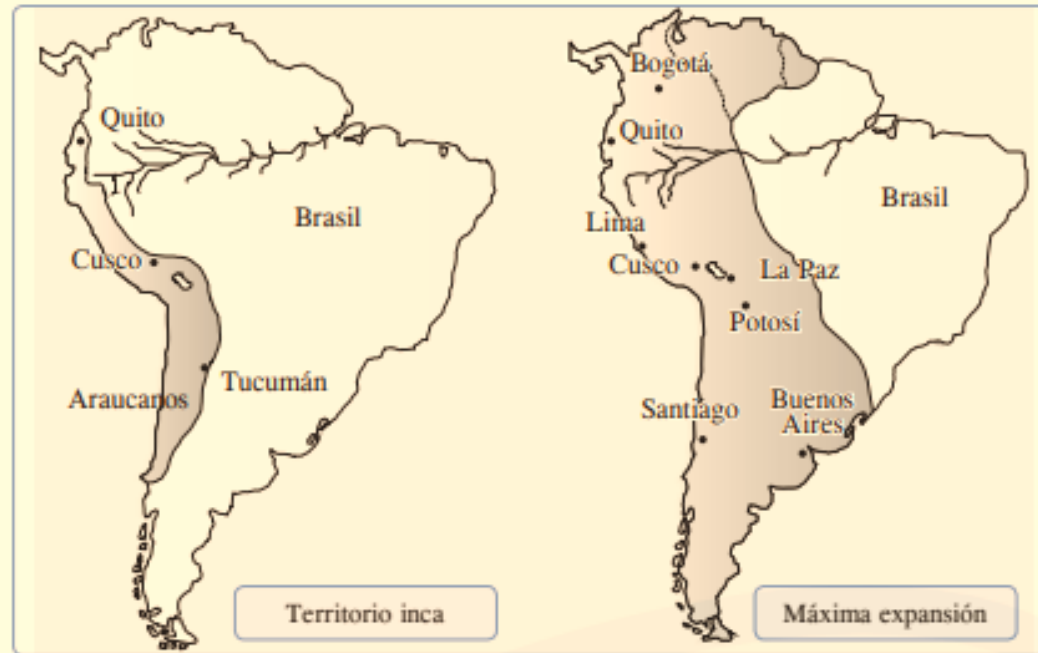 Quito
Brasil
Cusco
Tucumán
Araucanos
Territorio inca
Bogotá
Quito
Brasil
Lima
Cusco
La Paz
Potosí
Santiago
Buenos
Aires
Máxima expansión